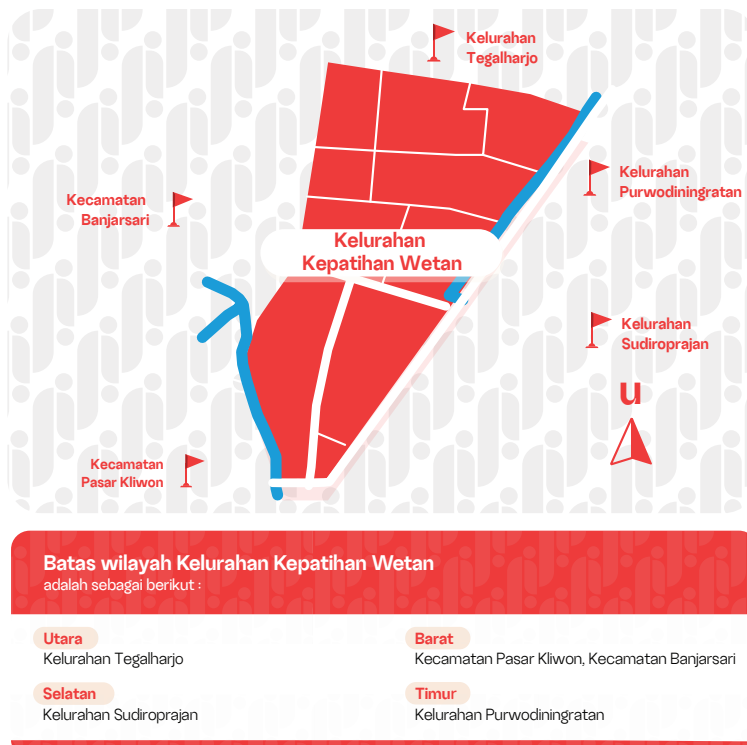 Kelurahan
Tegalharjo
Kelurahan
Purwodiningratan
Kecamatan
Banjarsari
Kelurahan
Kepatihan Wetan
Kelurahan
Sudiroprajan
u
Kecamatan
Pasar Kliwon
Batas wilayah Kelurahan Kepatihan Wetan
adalah sebagai berikut :
Utara
Kelurahan Tegalharjo
Barat
Kecamatan Pasar Kliwon, Kecamatan Banjarsari
Selatan
Kelurahan Sudiroprajan
Timur
Kelurahan Purwodiningratan